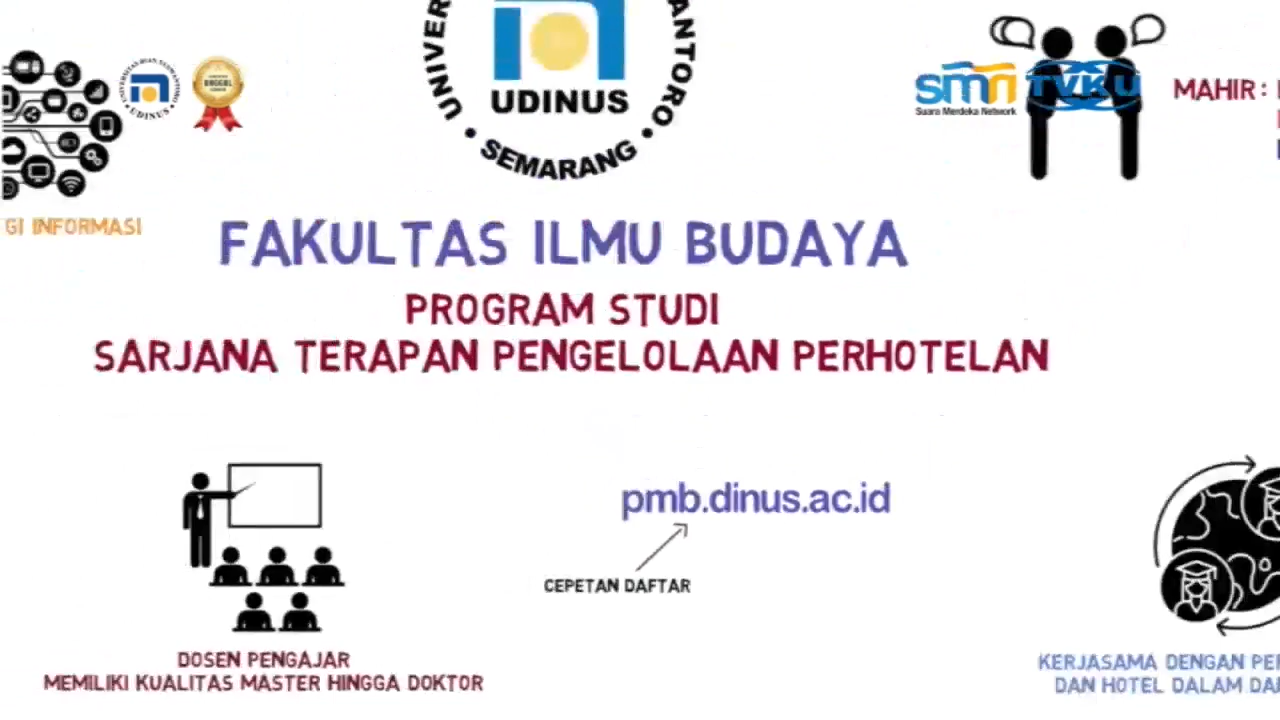 UNIVER
ANTORO
UDINUS
SEMARANG
UDINUS
smn
Suara Merdeka Network
TVKU
MAHIR :
GI INFORMASI
FAKULTAS ILMU BUDAYA
PROGRAM STUDI
SARJANA TERAPAN PENGELOLAAN PERHOTELAN
pmb.dinus.ac.id
CEPETAN DAFTAR
DOSEN PENGAJAR
MEMILIKI KUALITAS MASTER HINGGA DOKTOR
KERJASAMA DENGAN PER
DAN HOTEL DALAM DA